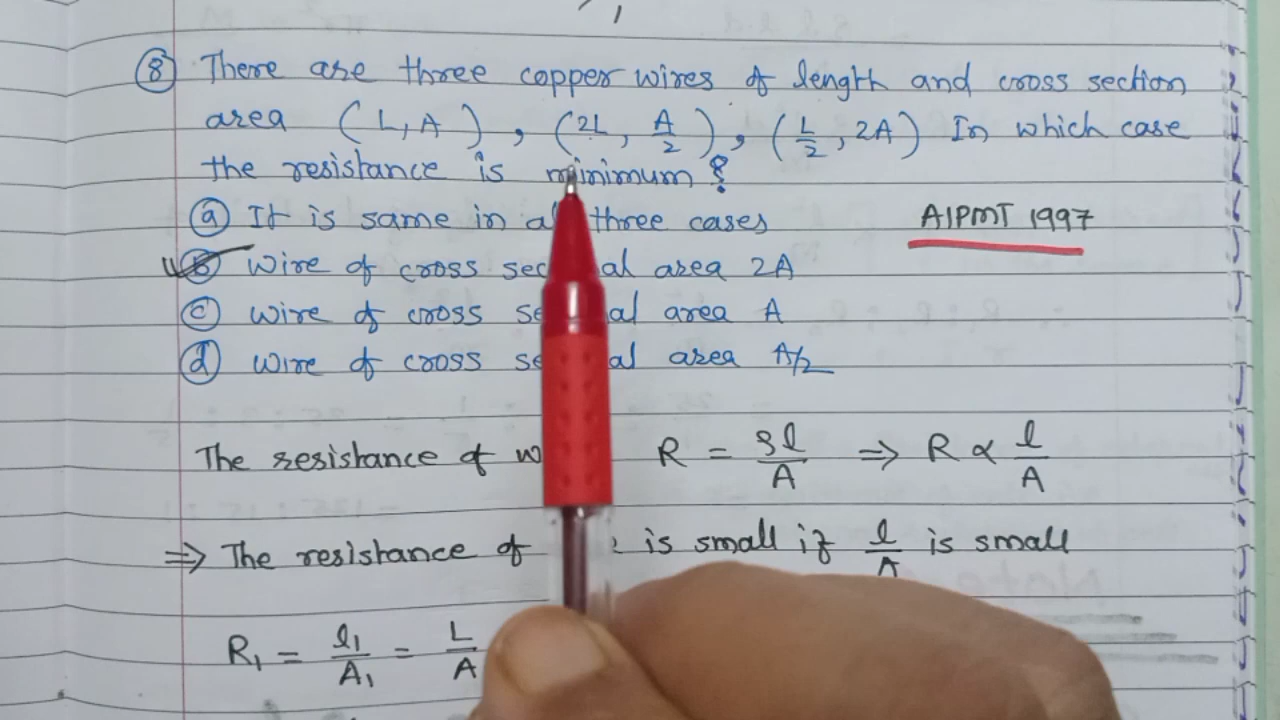 ⑧ There are three copper wires of length and cross section
area (L, A), (2L, A/2), (L/2, 2A) In which case
the resistance is minimum?
ⓐ It is same in al three cases
AIPMT 1997
ⓑ wire of cross sec al area 2A
ⓒ wire of cross se al area A
ⓓ wire of cross se al area A/2
The resistance of w R = ρl/A ⇒ R ∝ l/A
⇒ The resistance of is small if l/A is small
R₁ = l₁/A₁ = L/A